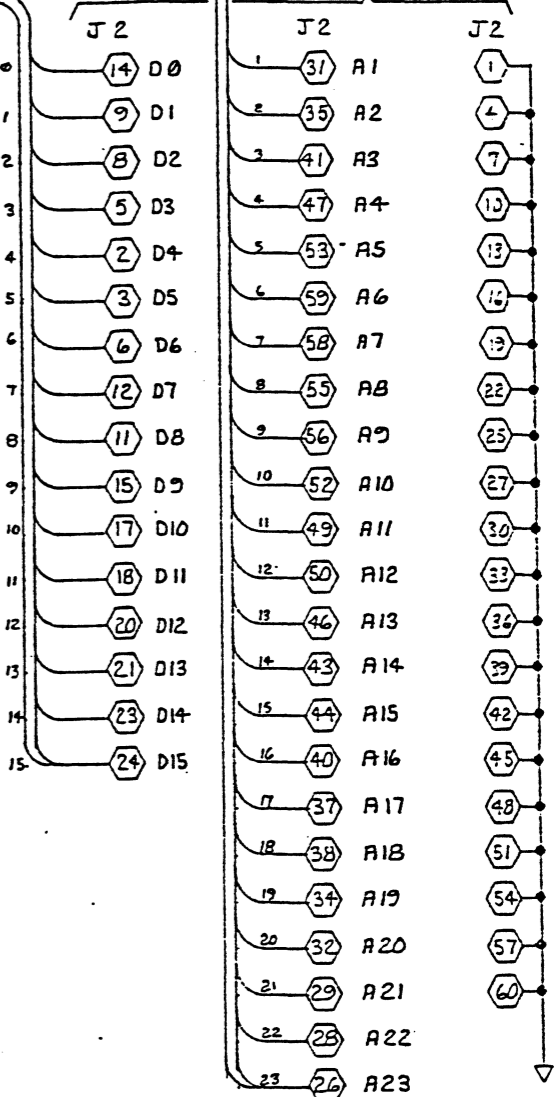 J2 J2 J2
0 14 D0 1 31 A1 1
1 9 D1 2 35 A2 4
2 8 D2 3 41 A3 7
3 5 D3 4 47 A4 10
4 2 D4 5 53 A5 13
5 3 D5 6 59 A6 16
6 6 D6 7 58 A7 19
7 12 D7 8 55 A8 22
8 11 D8 9 56 A9 25
9 15 D9 10 52 A10 27
10 17 D10 11 49 A11 30
11 18 D11 12 50 A12 33
12 20 D12 13 46 A13 36
13 21 D13 14 43 A14 39
14 23 D14 15 44 A15 42
15 24 D15 16 40 A16 45
17 37 A17 48
18 38 A18 51
19 34 A19 54
20 32 A20 57
21 29 A21 60
22 28 A22
23 26 A23